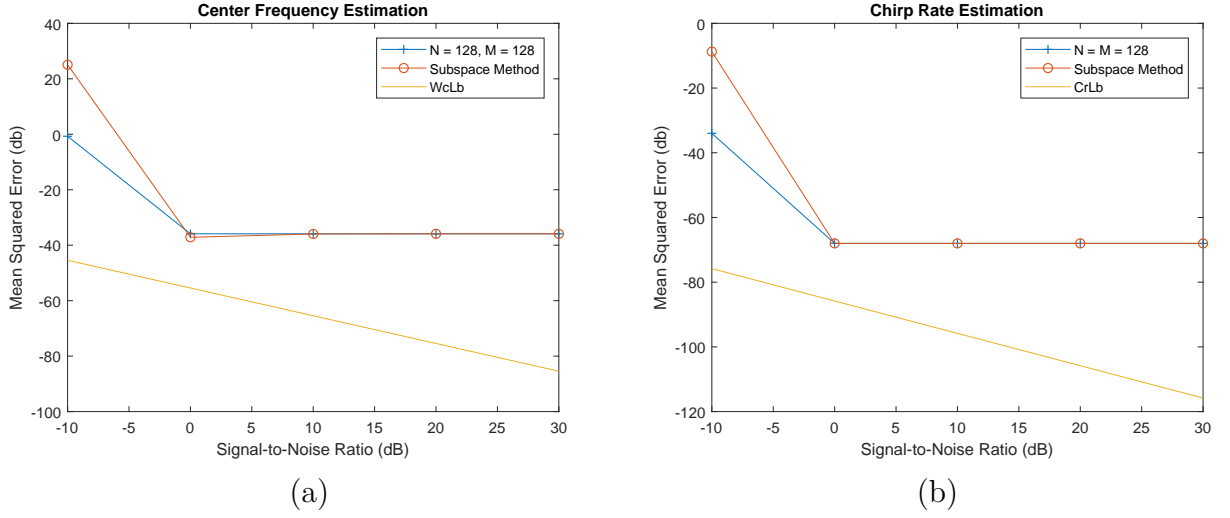 Center Frequency Estimation
40
20
0
-20
-40
-60
-80
-100
Mean Squared Error (db)
N = 128, M = 128
Subspace Method
WcLb
-10 -5 0 5 10 15 20 25 30
Signal-to-Noise Ratio (dB)
(a)
Chirp Rate Estimation
0
-20
-40
-60
-80
-100
-120
Mean Squared Error (db)
N = M = 128
Subspace Method
CrLb
-10 -5 0 5 10 15 20 25 30
Signal-to-Noise Ratio (dB)
(b)